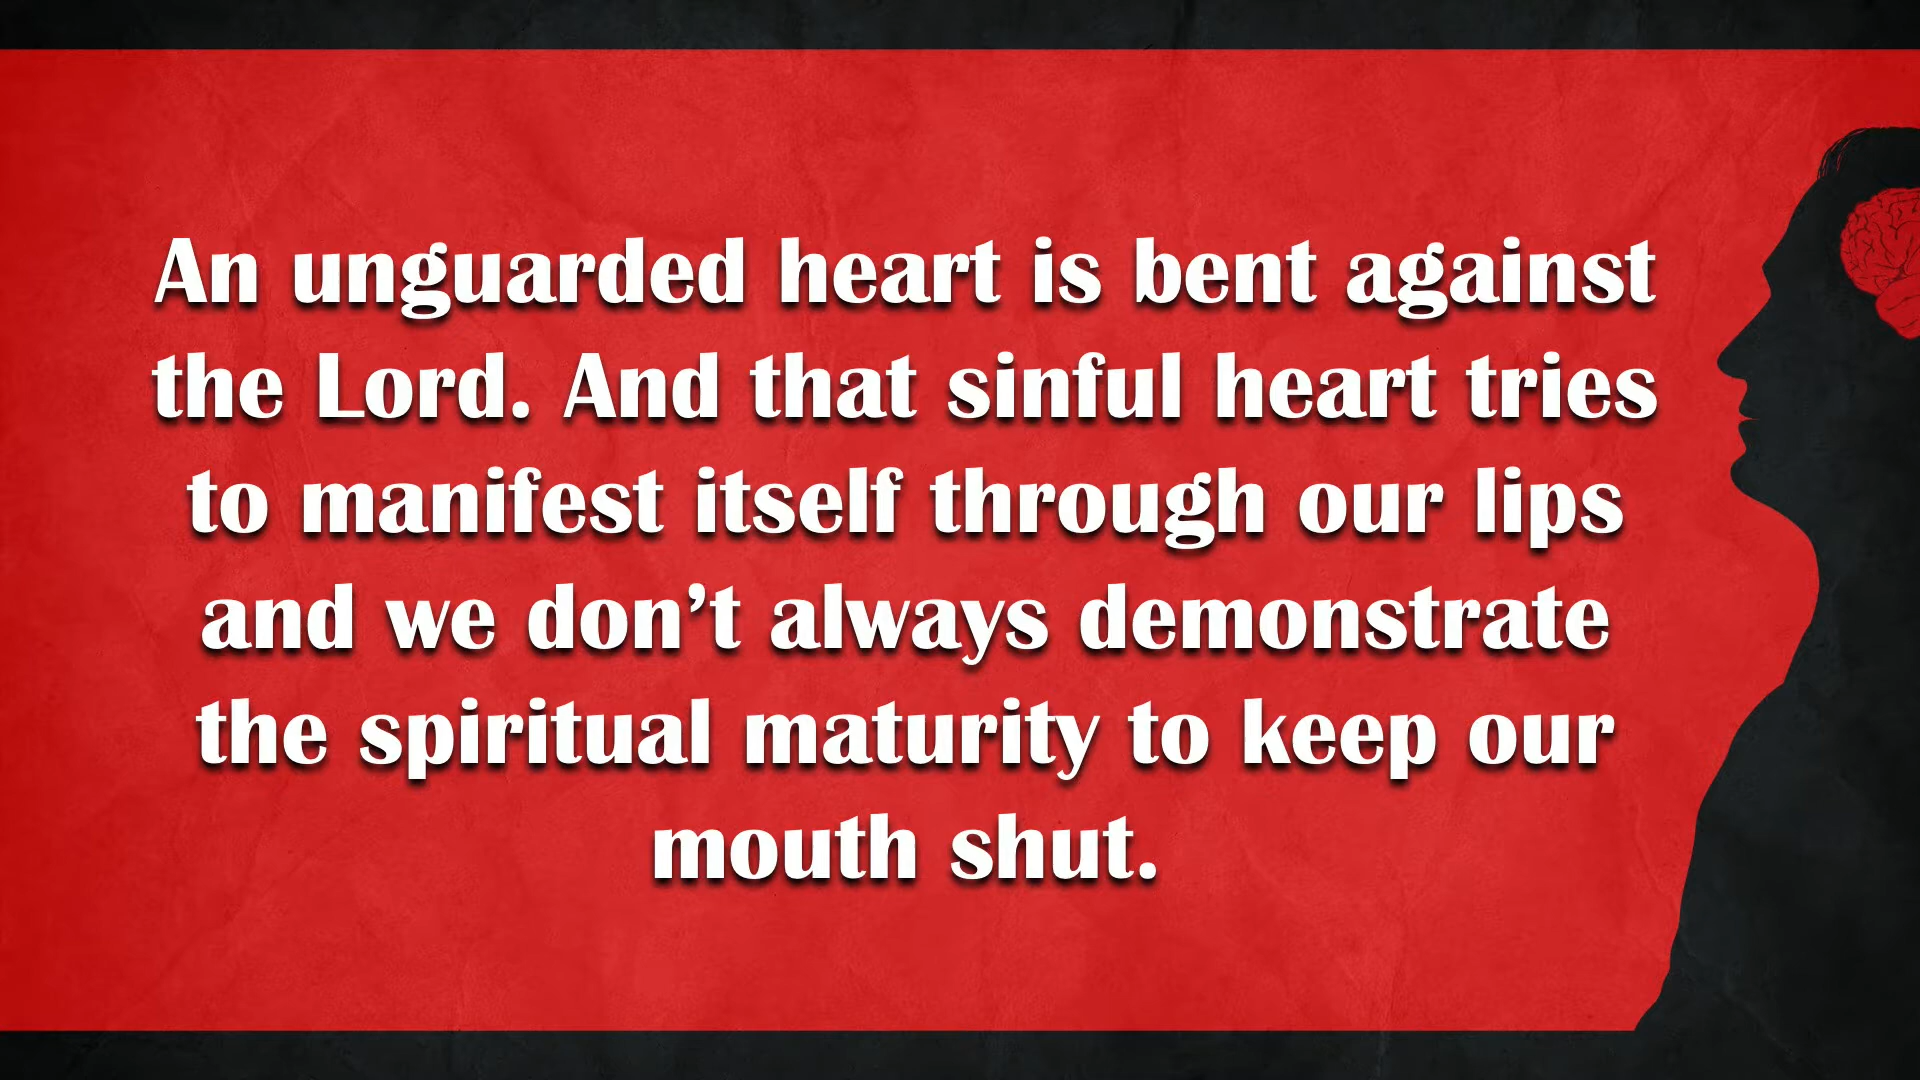 An unguarded heart is bent against
the Lord. And that sinful heart tries
to manifest itself through our lips
and we don’t always demonstrate
the spiritual maturity to keep our
mouth shut.